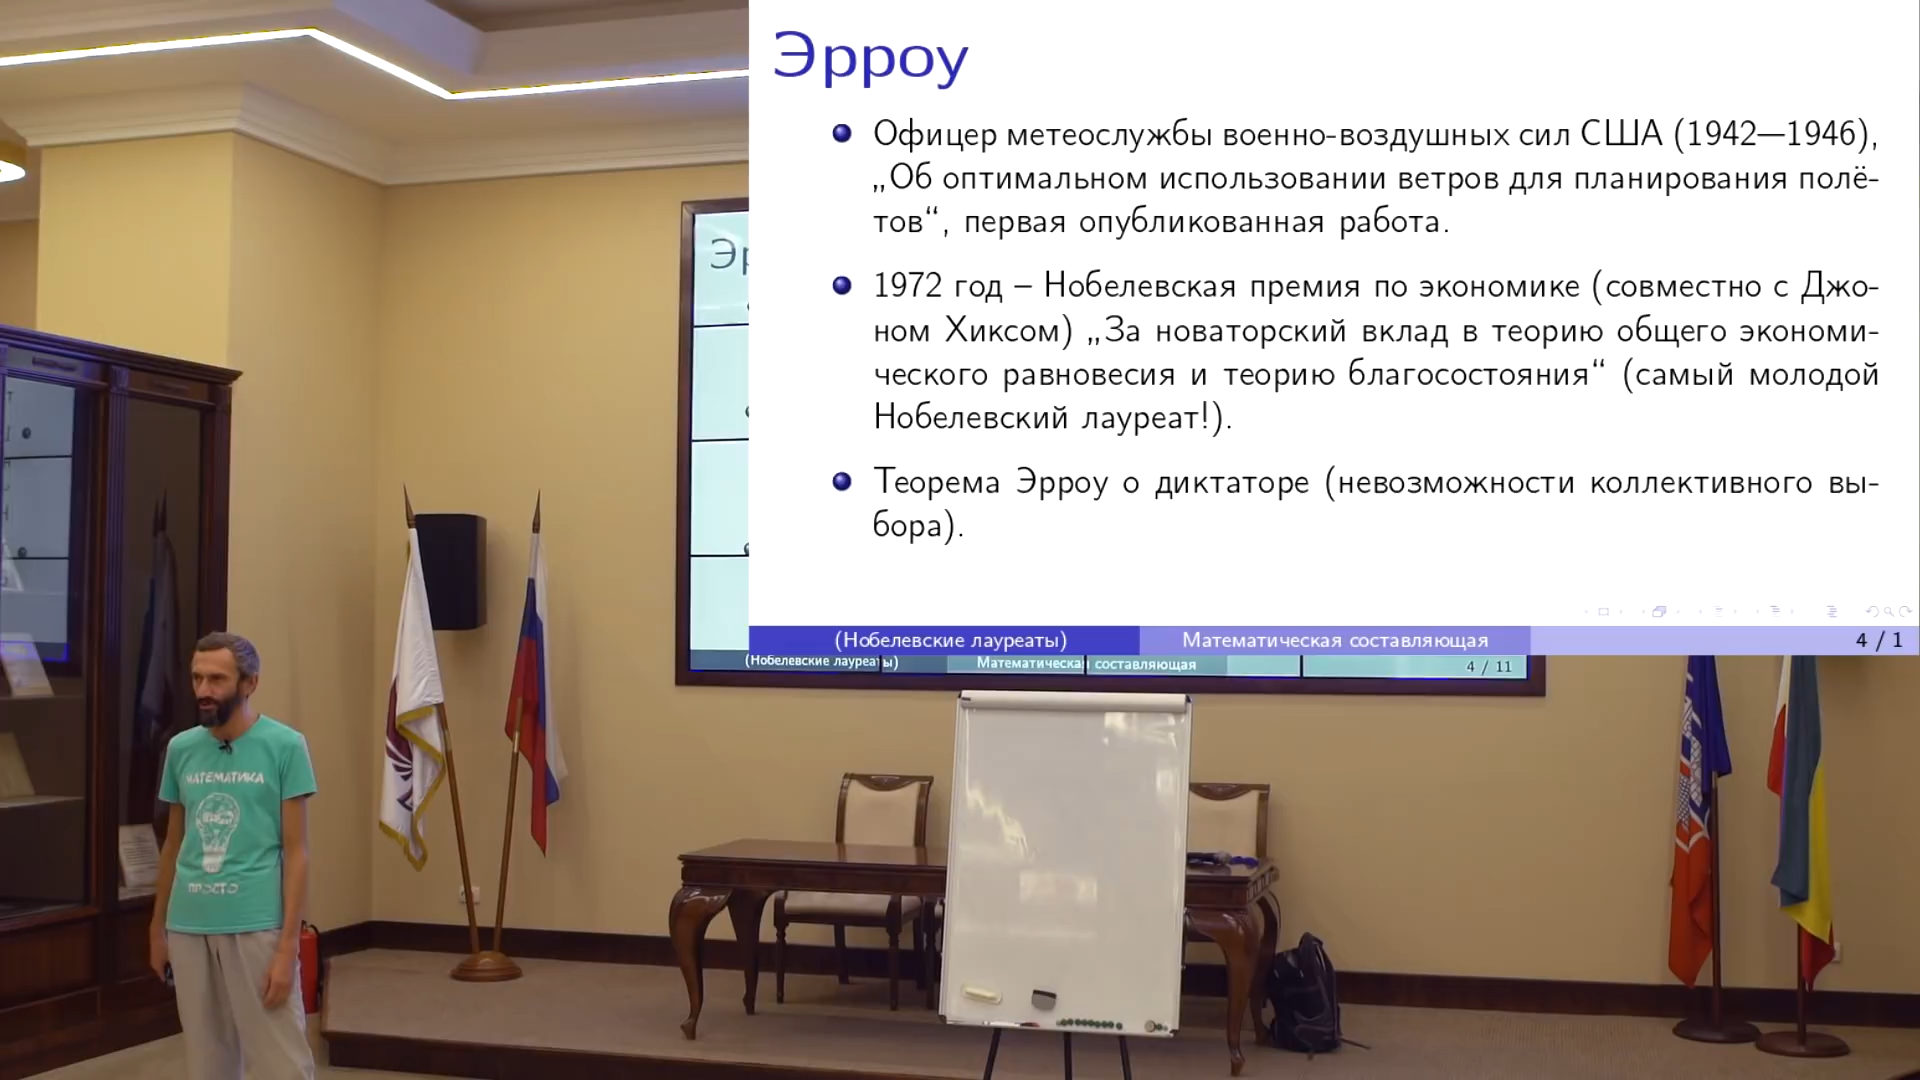 Эрроу
Офицер метеослужбы военно-воздушных сил США (1942—1946),
„Об оптимальном использовании ветров для планирования полё-
тов“, первая опубликованная работа.
1972 год – Нобелевская премия по экономике (совместно с Джо-
ном Хиксом) „За новаторский вклад в теорию общего экономи-
ческого равновесия и теорию благосостояния“ (самый молодой
Нобелевский лауреат!).
Теорема Эрроу о диктаторе (невозможности коллективного вы-
бора).
(Нобелевские лауреаты) Математическая составляющая 4 / 1
Эр
(Нобелевские лауреаты) Математическая составляющая 4 / 11
МАТЕМАТИКА
ПРОСТО